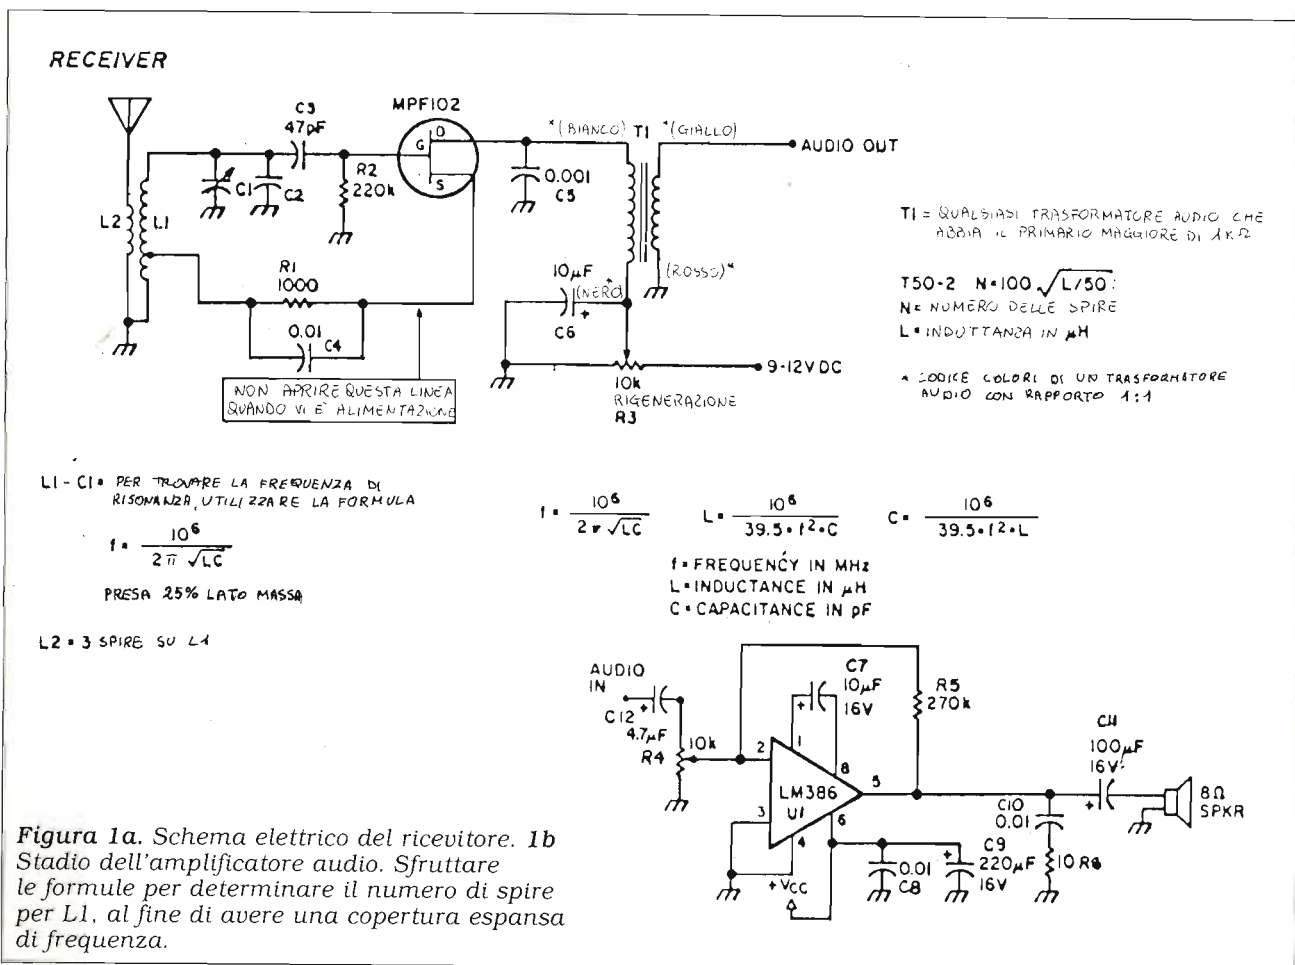 RECEIVER
C3
47pF
MPF102
D
G
S
*(BIANCO) T1 *(GIALLO)
AUDIO OUT
C1
C2
R2
220k
0.001
C5
L2
L1
T1 = QUALSIASI TRASFORMATORE AUDIO CHE
ABBIA IL PRIMARIO MAGGIORE DI 1KΩ
R1
1000
10µF
(NERO)*
(ROSSO)*
C6
+
T50-2 N=100 √L/50
N= NUMERO DELLE SPIRE
L= INDUTTANZA IN µH
0.01
C4
9-12VDC
NON APRIRE QUESTA LINEA
QUANDO VI È ALIMENTAZIONE
10k
RIGENERAZIONE
R3
* CODICE COLORI DI UN TRASFORMATORE
AUDIO CON RAPPORTO 1:1
L1-C1= PER TROVARE LA FREQUENZA DI
RISONANZA, UTILIZZARE LA FORMULA
f = 10⁶ / 2π √LC
PRESA 25% LATO MASSA
L2 = 3 SPIRE SU L1
f = 10⁶ / 2π √LC
L= 10⁶ / 39.5•f²•C
C= 10⁶ / 39.5•f²•L
f= FREQUENCY IN MHz
L= INDUCTANCE IN µH
C= CAPACITANCE IN pF
AUDIO
IN
+
C12
4.7µF
R4
10k
C7
10µF
16V
+
R5
270k
1
2
8
LM386
U1
5
3
4
6
C11
100µF
16V
+
8Ω
SPKR
C10
0.01
+VCC
0.01
C8
+
C9
220µF
16V
10 R6
Figura 1a. Schema elettrico del ricevitore. 1b
Stadio dell'amplificatore audio. Sfruttare
le formule per determinare il numero di spire
per L1, al fine di avere una copertura espansa
di frequenza.